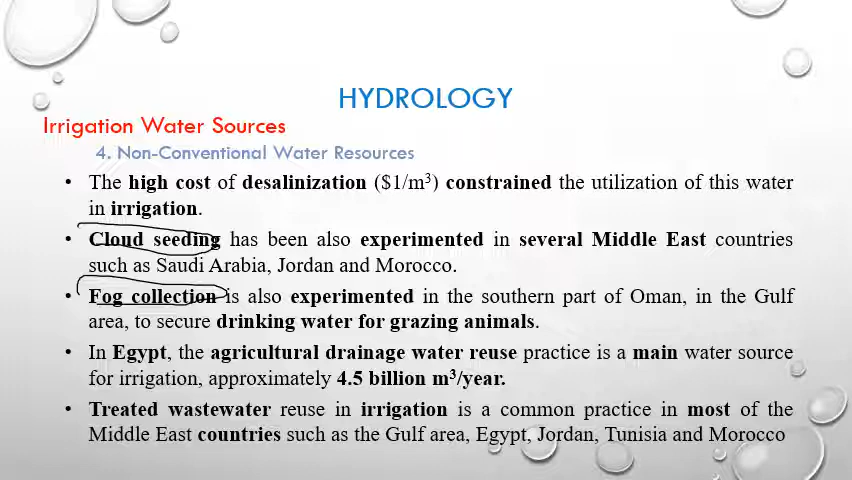 HYDROLOGY
Irrigation Water Sources
4. Non-Conventional Water Resources
• The high cost of desalinization ($1/m³) constrained the utilization of this water
in irrigation.
• Cloud seeding has been also experimented in several Middle East countries
such as Saudi Arabia, Jordan and Morocco.
• Fog collection is also experimented in the southern part of Oman, in the Gulf
area, to secure drinking water for grazing animals.
• In Egypt, the agricultural drainage water reuse practice is a main water source
for irrigation, approximately 4.5 billion m³/year.
• Treated wastewater reuse in irrigation is a common practice in most of the
Middle East countries such as the Gulf area, Egypt, Jordan, Tunisia and Morocco